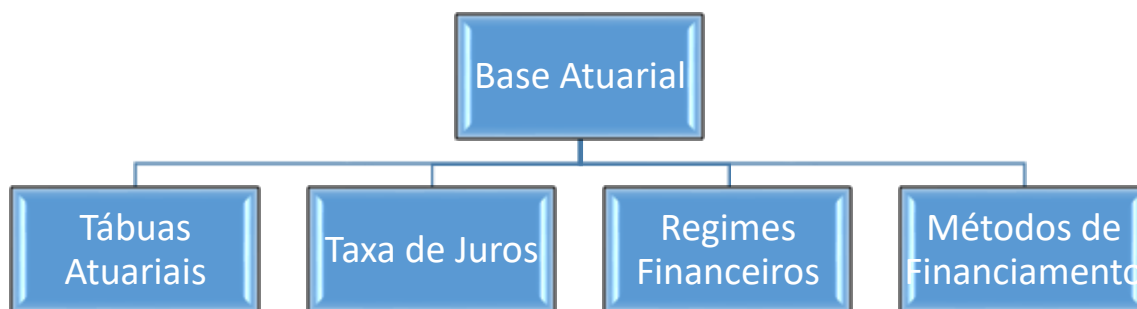 Base Atuarial
Tábuas
Atuariais
Taxa de Juros
Regimes
Financeiros
Métodos de
Financiamento